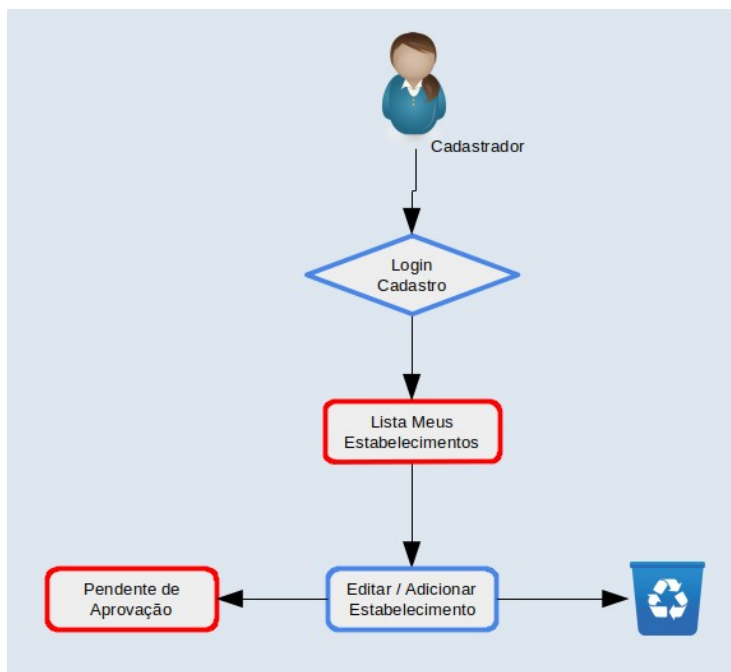 Cadastrador
Login
Cadastro
Lista Meus
Estabelecimentos
Pendente de
Aprovação
Editar / Adicionar
Estabelecimento